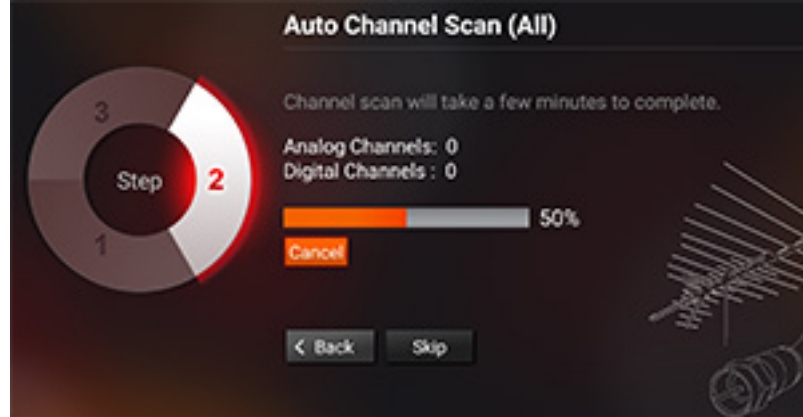 Auto Channel Scan (All)
3
Step
2
1
Channel scan will take a few minutes to complete.
Analog Channels: 0
Digital Channels : 0
50%
Cancel
< Back
Skip